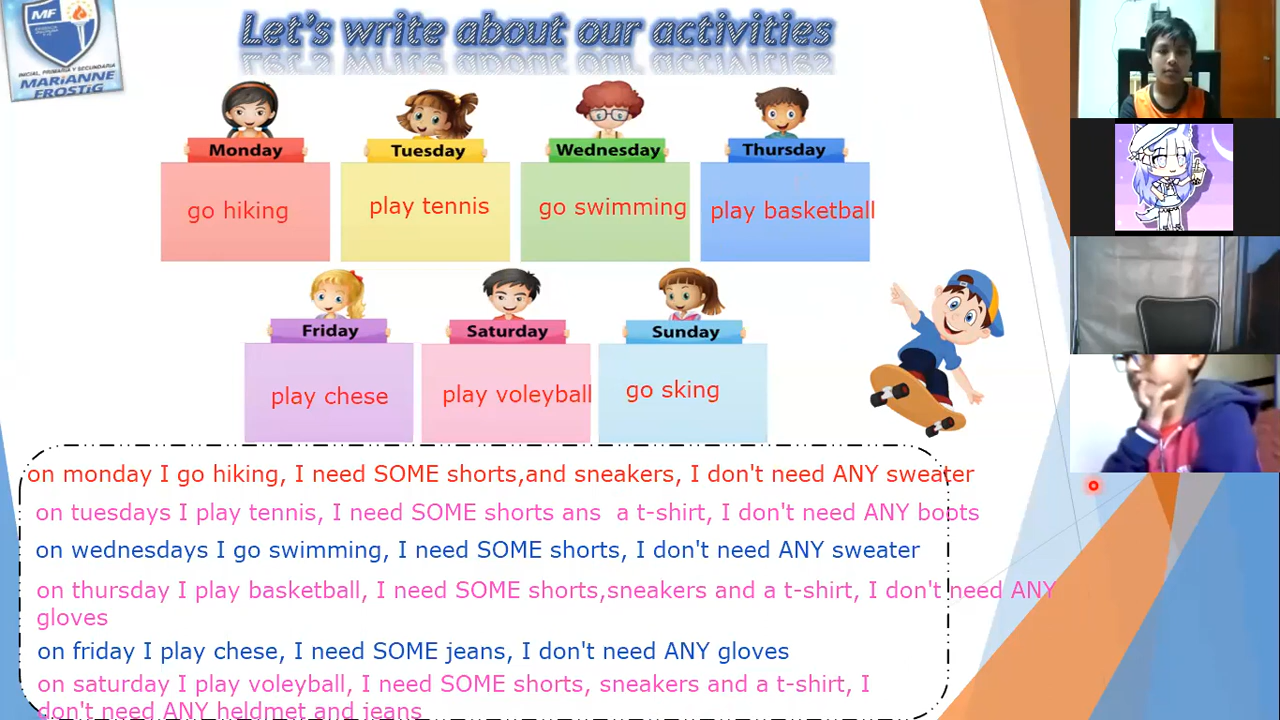 MF
INICIAL, PRIMARIA Y SECUNDARIA
MARIANNE
FROSTIG
Let's write about our activities
Monday
Tuesday
Wednesday
Thursday
go hiking
play tennis
go swimming
play basketball
Friday
Saturday
Sunday
play chese
play voleyball
go sking
on monday I go hiking, I need SOME shorts,and sneakers, I don't need ANY sweater
on tuesdays I play tennis, I need SOME shorts ans a t-shirt, I don't need ANY boots
on wednesdays I go swimming, I need SOME shorts, I don't need ANY sweater
on thursday I play basketball, I need SOME shorts,sneakers and a t-shirt, I don't need ANY
gloves
on friday I play chese, I need SOME jeans, I don't need ANY gloves
on saturday I play voleyball, I need SOME shorts, sneakers and a t-shirt, I
don't need ANY heldmet and jeans